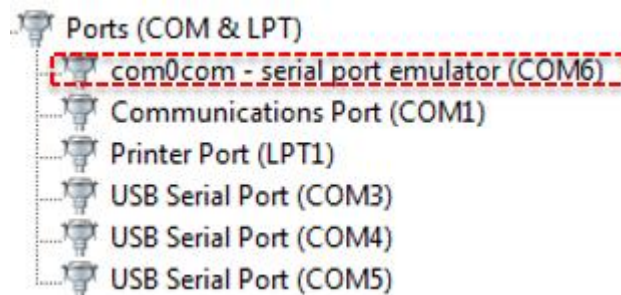 Ports (COM & LPT)
com0com - serial port emulator (COM6)
Communications Port (COM1)
Printer Port (LPT1)
USB Serial Port (COM3)
USB Serial Port (COM4)
USB Serial Port (COM5)